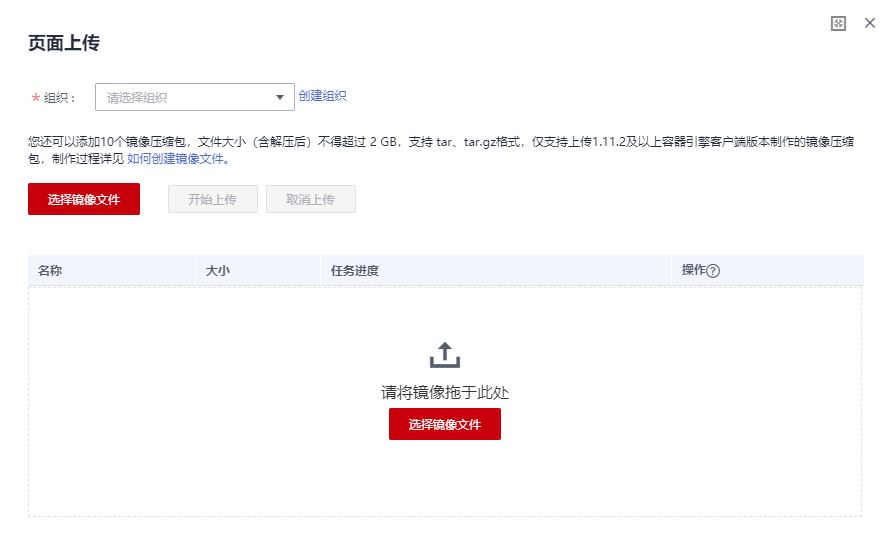 页面上传
* 组织： 请选择组织 创建组织
您还可以添加10个镜像压缩包，文件大小（含解压后）不得超过 2 GB，支持 tar、tar.gz格式，仅支持上传1.11.2及以上容器引擎客户端版本制作的镜像压缩
包，制作过程详见 如何创建镜像文件。
选择镜像文件 开始上传 取消上传
名称 大小 任务进度 操作?
请将镜像拖于此处
选择镜像文件